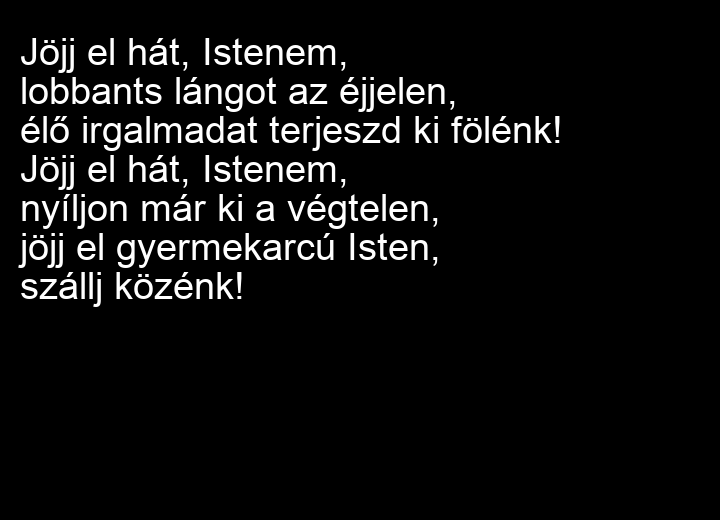 Jöjj el hát, Istenem,
lobbants lángot az éjjelen,
élő irgalmadat terjeszd ki fölénk!
Jöjj el hát, Istenem,
nyíljon már ki a végtelen,
jöjj el gyermekarcú Isten,
szállj közénk!